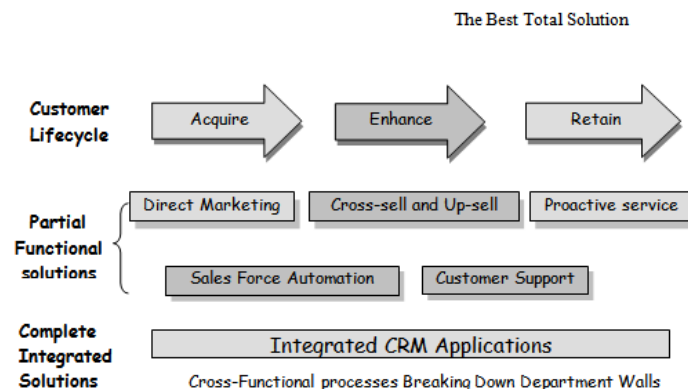 The Best Total Solution
Customer
Lifecycle
Acquire
Enhance
Retain
Partial
Functional
solutions
Direct Marketing
Cross-sell and Up-sell
Proactive service
Sales Force Automation
Customer Support
Complete
Integrated
Solutions
Integrated CRM Applications
Cross-Functional processes Breaking Down Department Walls